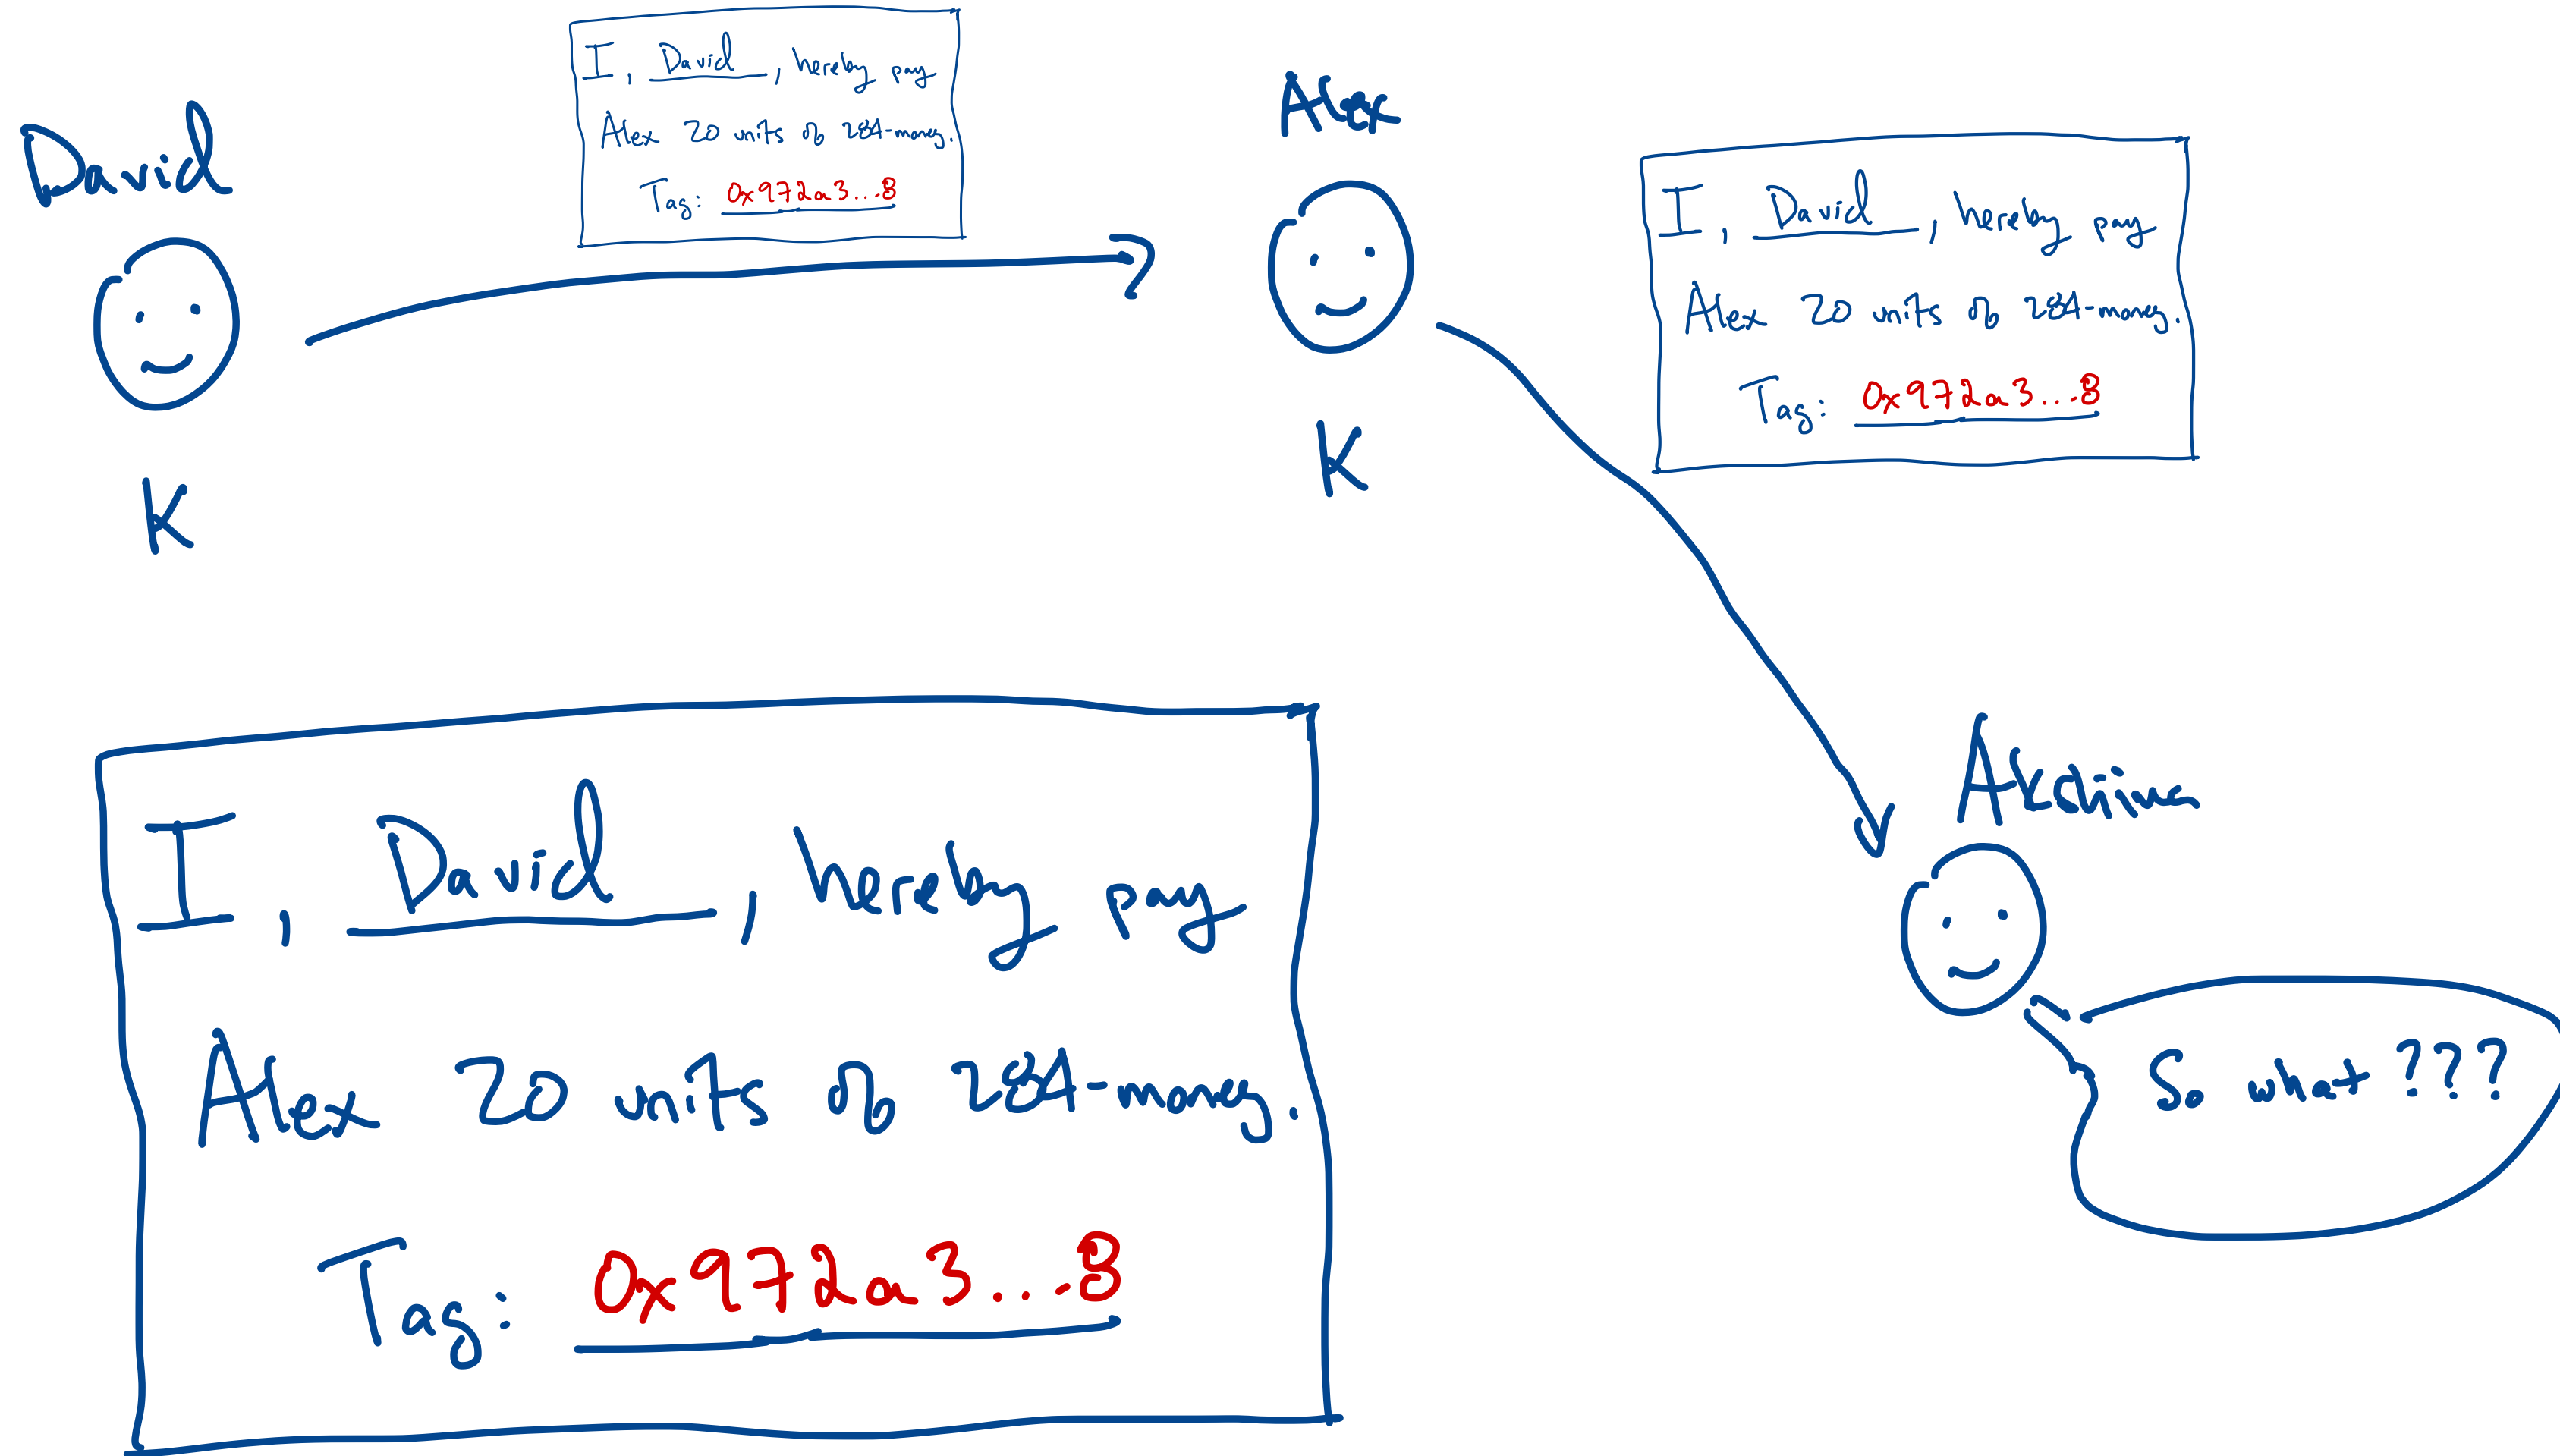 David
I, David, hereby pay
Alex 20 units of 284-money.
Tag: 0x972a3...8
Alex
I, David, hereby pay
Alex 20 units of 284-money.
Tag: 0x972a3...8
K
K
I, David, hereby pay
Alex 20 units of 284-money.
Tag: 0x972a3...8
So what ???